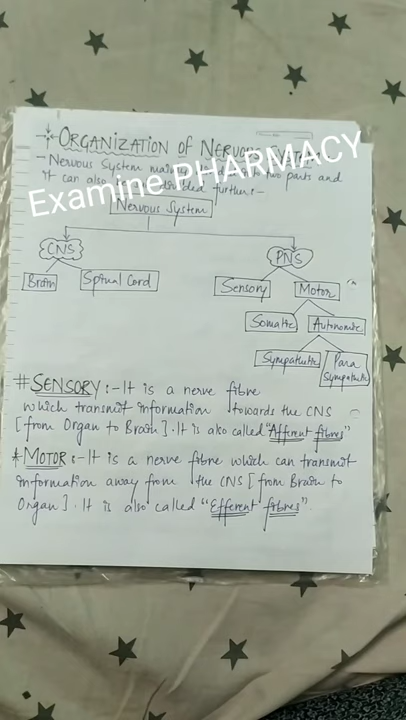 ORGANIZATION OF NERVOUS
- Nervous System two parts and
it can also divided further:-
Examine PHARMACY
Nervous System
CNS
PNS
Brain
Spinal Cord
Sensory
Motor
Somatic
Autonomic
Sympathetic
Para
Sympathetic
# SENSORY :- It is a nerve fibre
which transmit information towards the CNS
[from Organ to Brain]. It is also called "Afferent fibres"
* MOTOR :- It is a nerve fibre which can transmit
information away from the CNS [from Brain to
Organ]. It is also called "Efferent fibres".